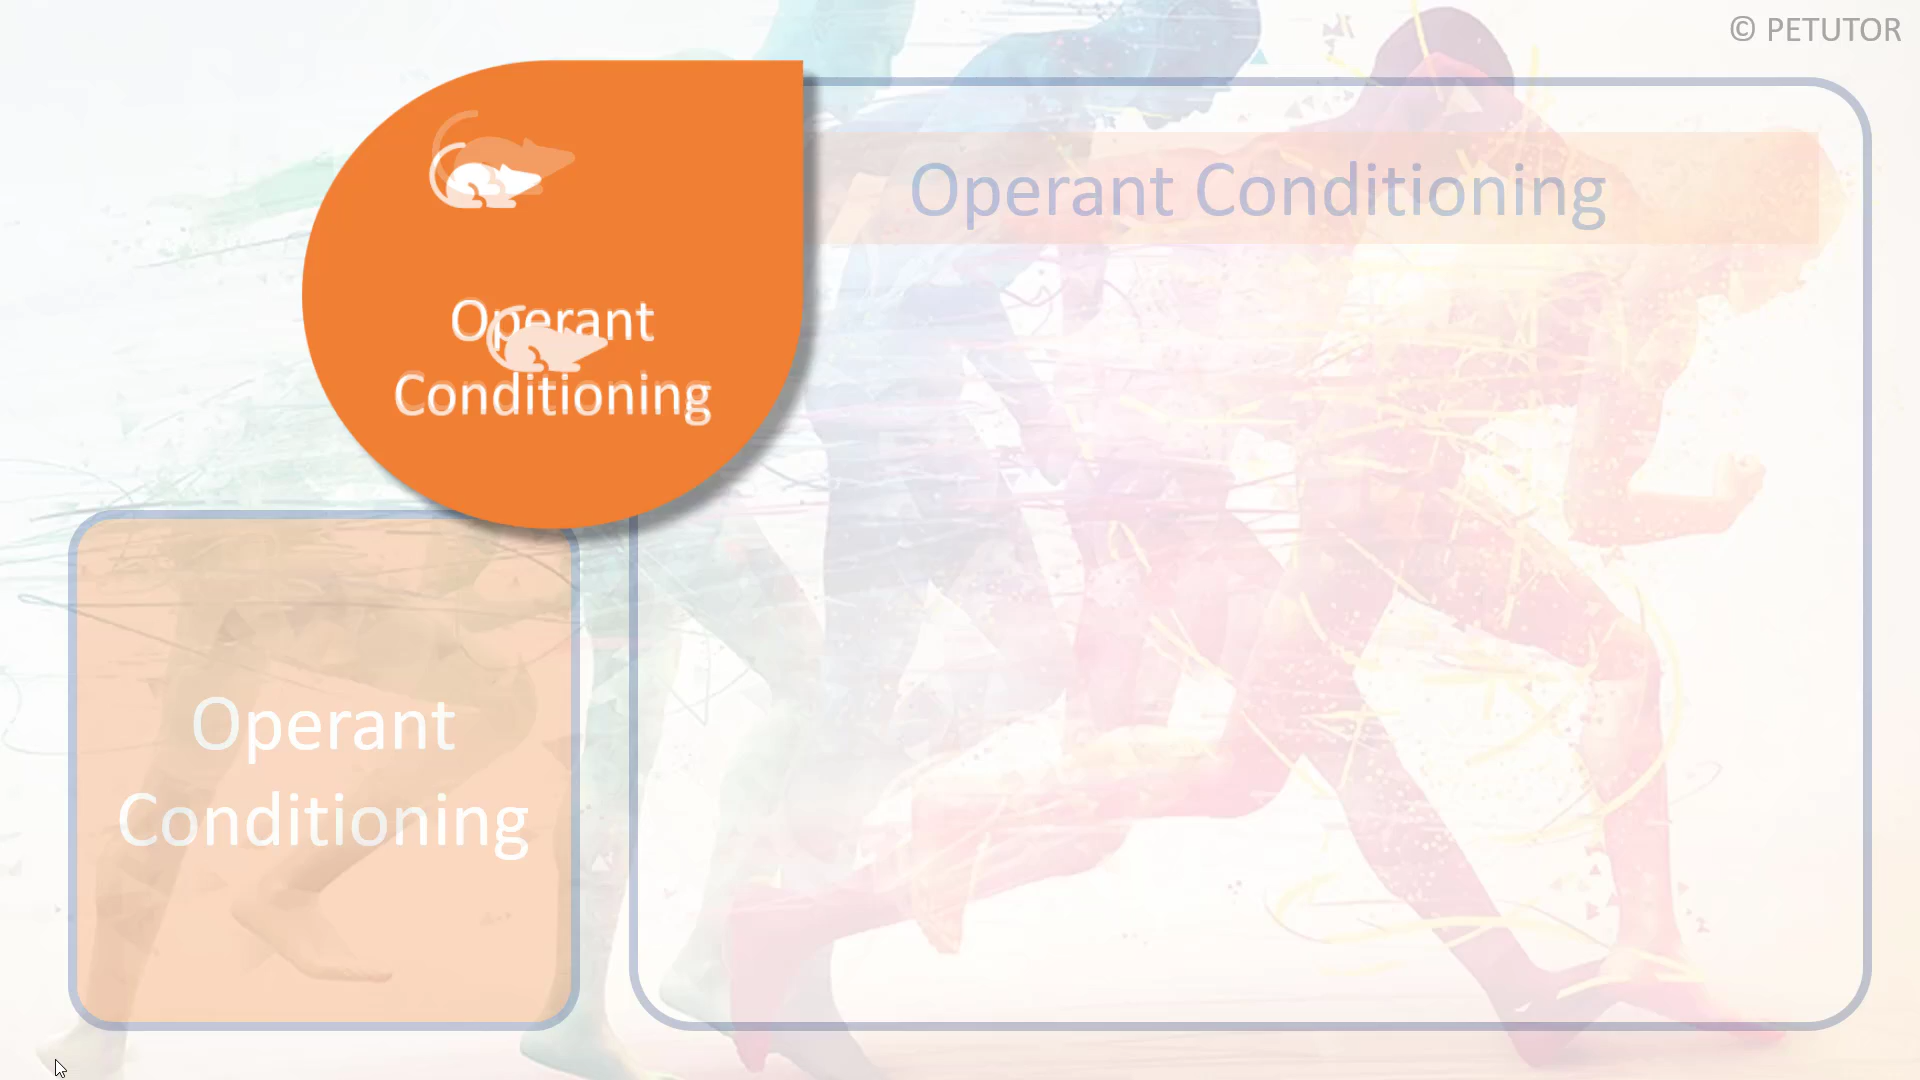 © PETUTOR
Operant Conditioning
Operant
Conditioning
Operant
Conditioning